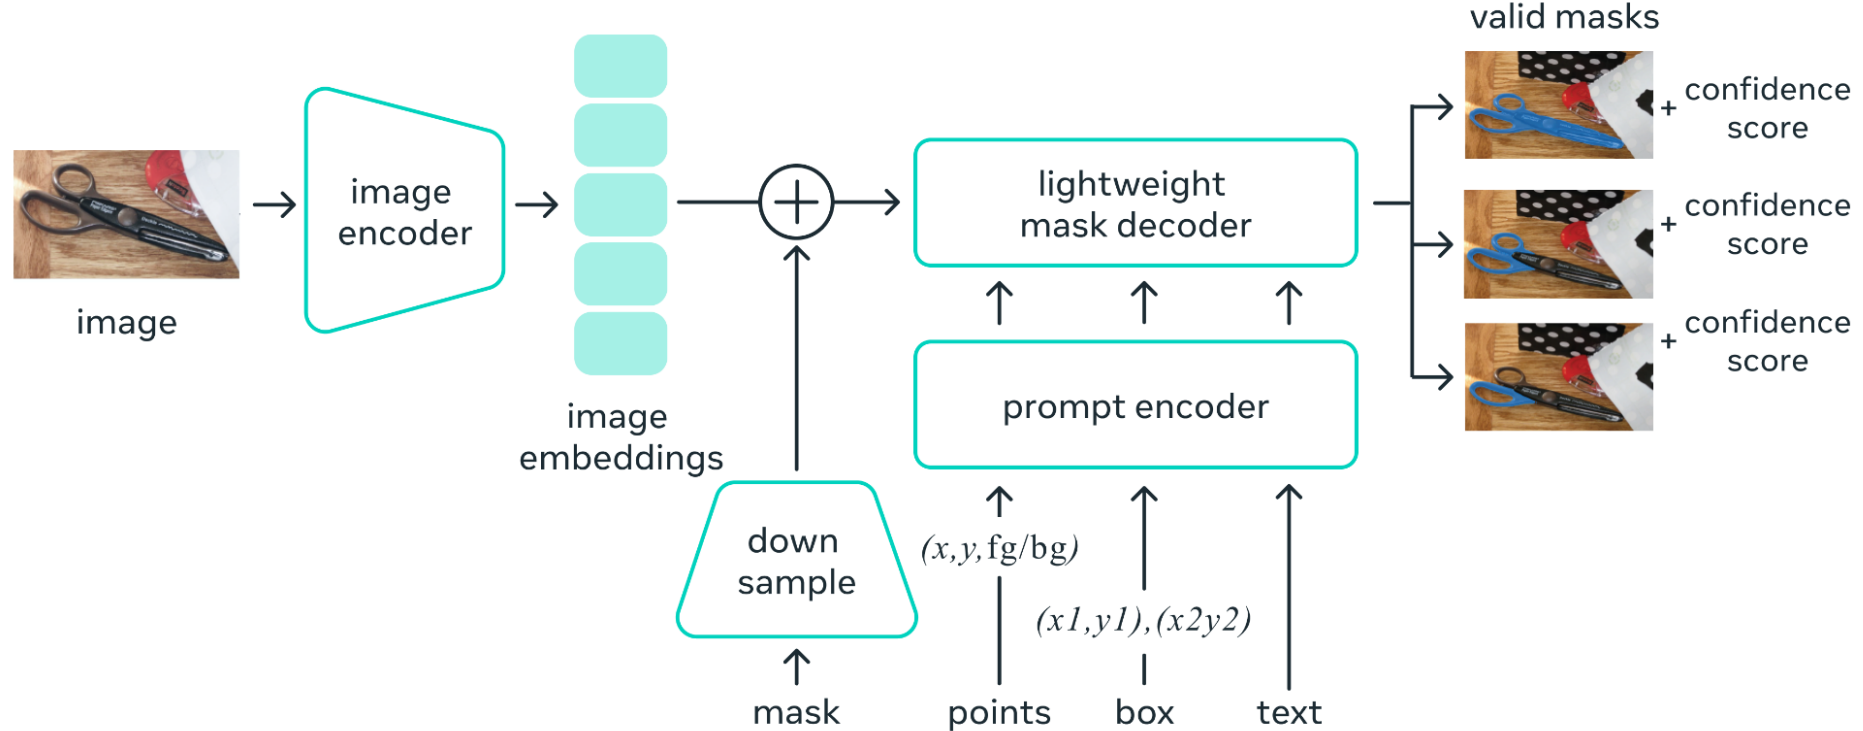 valid masks
confidence
score
image
encoder
lightweight
mask decoder
confidence
score
image
confidence
score
prompt encoder
image
embeddings
down
sample
(x,y,fg/bg)
(x1,y1),(x2y2)
mask
points
box
text
+
+
+